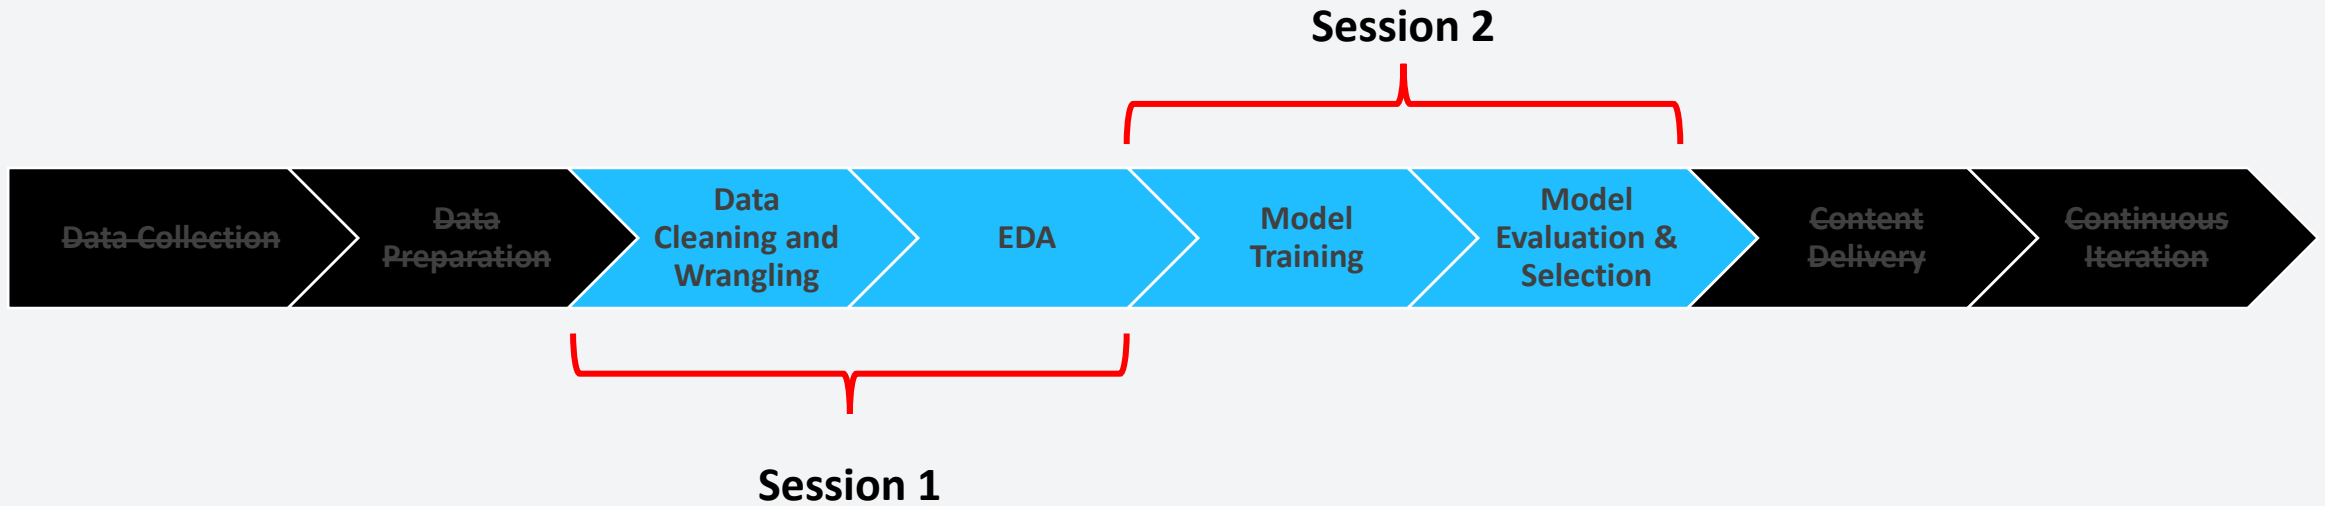 Session 2
Data Collection
Data
Preparation
Data
Cleaning and
Wrangling
EDA
Model
Training
Model
Evaluation &
Selection
Content
Delivery
Continuous
Iteration
Session 1